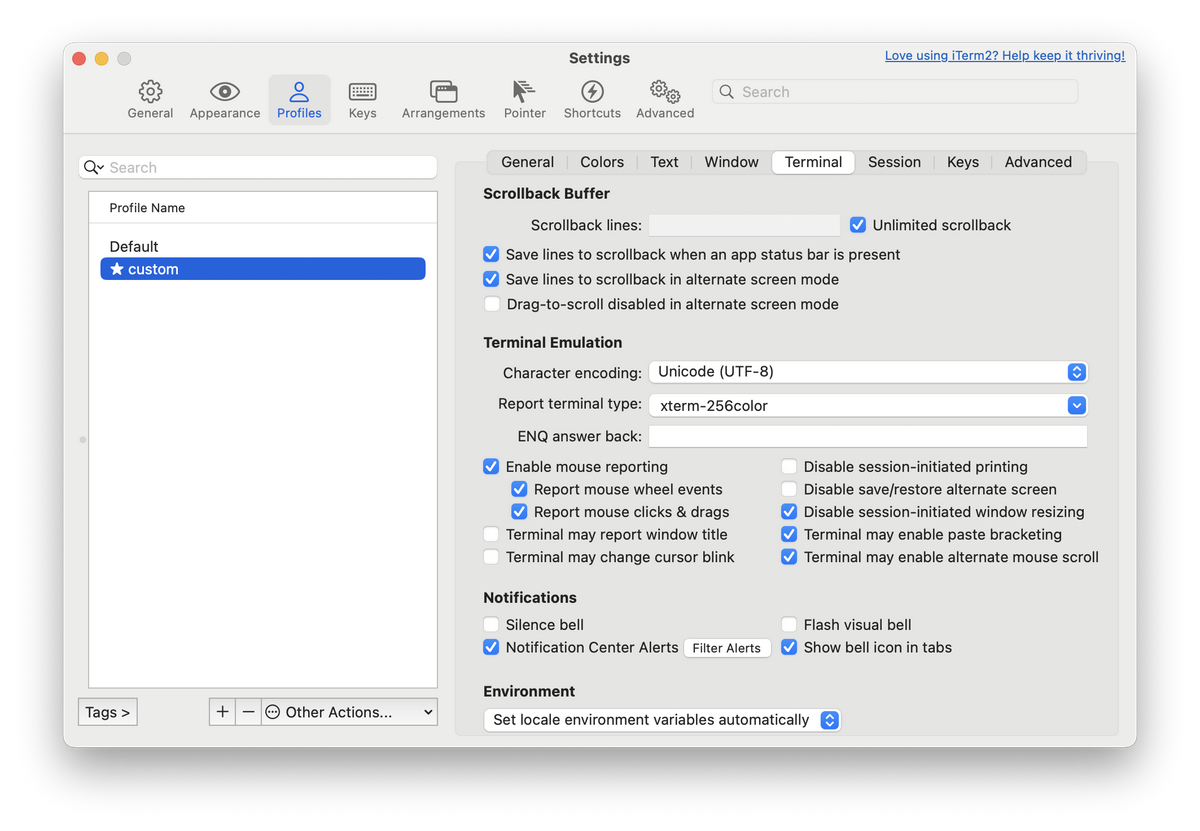 Settings
Love using iTerm2? Help keep it thriving!
General Appearance Profiles Keys Arrangements Pointer Shortcuts Advanced Search
Search
Profile Name
Default
custom
Tags >
+ − Other Actions...
General Colors Text Window Terminal Session Keys Advanced
Scrollback Buffer
Scrollback lines: Unlimited scrollback
Save lines to scrollback when an app status bar is present
Save lines to scrollback in alternate screen mode
Drag-to-scroll disabled in alternate screen mode
Terminal Emulation
Character encoding: Unicode (UTF-8)
Report terminal type: xterm-256color
ENQ answer back:
Enable mouse reporting Disable session-initiated printing
Report mouse wheel events Disable save/restore alternate screen
Report mouse clicks & drags Disable session-initiated window resizing
Terminal may report window title Terminal may enable paste bracketing
Terminal may change cursor blink Terminal may enable alternate mouse scroll
Notifications
Silence bell Flash visual bell
Notification Center Alerts Filter Alerts Show bell icon in tabs
Environment
Set locale environment variables automatically